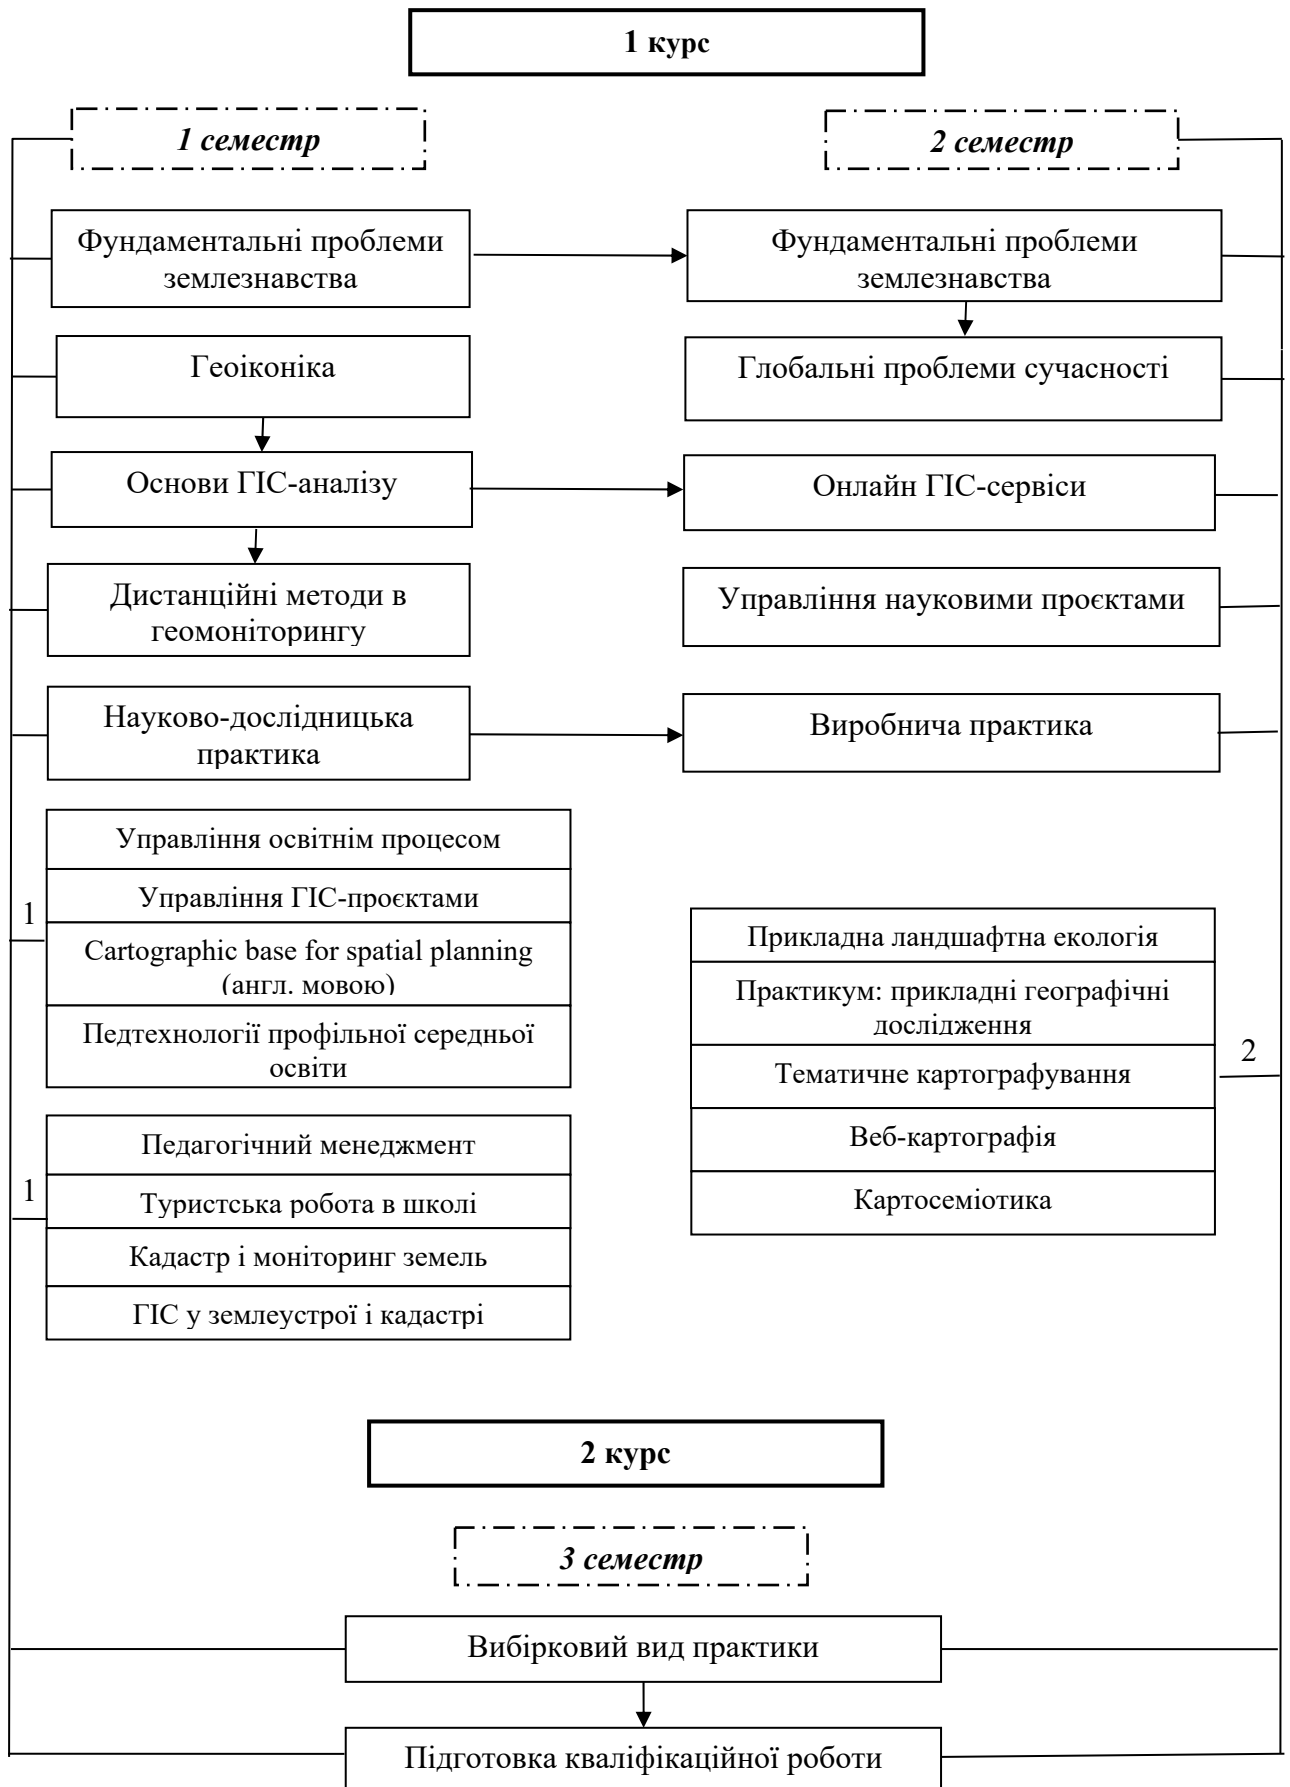 1 курс
1 семестр
2 семестр
Фундаментальні проблеми
землезнавства
Фундаментальні проблеми
землезнавства
Геоіконіка
Глобальні проблеми сучасності
Основи ГІС-аналізу
Онлайн ГІС-сервіси
Дистанційні методи в
геомоніторингу
Управління науковими проєктами
Науково-дослідницька
практика
Виробнича практика
1
Управління освітнім процесом
Управління ГІС-проєктами
Cartographic base for spatial planning
(англ. мовою)
Педтехнології профільної середньої
освіти
1
Педагогічний менеджмент
Туристська робота в школі
Кадастр і моніторинг земель
ГІС у землеустрої і кадастрі
Прикладна ландшафтна екологія
Практикум: прикладні географічні
дослідження
Тематичне картографування
Веб-картографія
Картосеміотика
2
2 курс
3 семестр
Вибірковий вид практики
Підготовка кваліфікаційної роботи